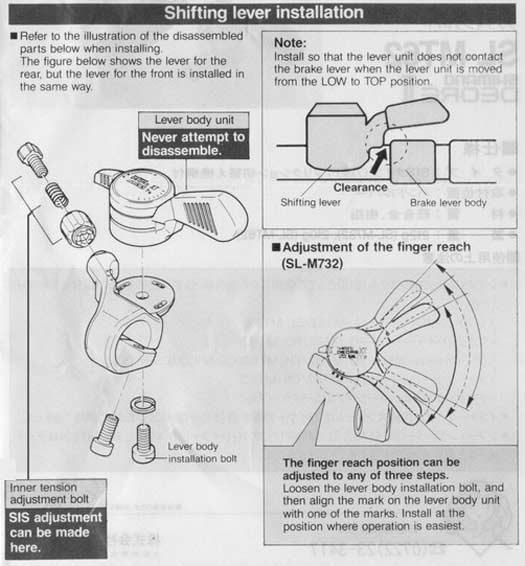 Shifting lever installation
■ Refer to the illustration of the disassembled
parts below when installing.
The figure below shows the lever for the
rear, but the lever for the front is installed in
the same way.
Lever body unit
Never attempt to
disassemble.
Lever body
installation bolt
Inner tension
adjustment bolt
SIS adjustment
can be made
here.
Note:
Install so that the lever unit does not contact
the brake lever when the lever unit is moved
from the LOW to TOP position.
Clearance
Shifting lever
Brake lever body
■ Adjustment of the finger reach
(SL-M732)
DEORE XT
The finger reach position can be
adjusted to any of three steps.
Loosen the lever body installation bolt, and
then align the mark on the lever body unit
with one of the marks. Install at the
position where operation is easiest.